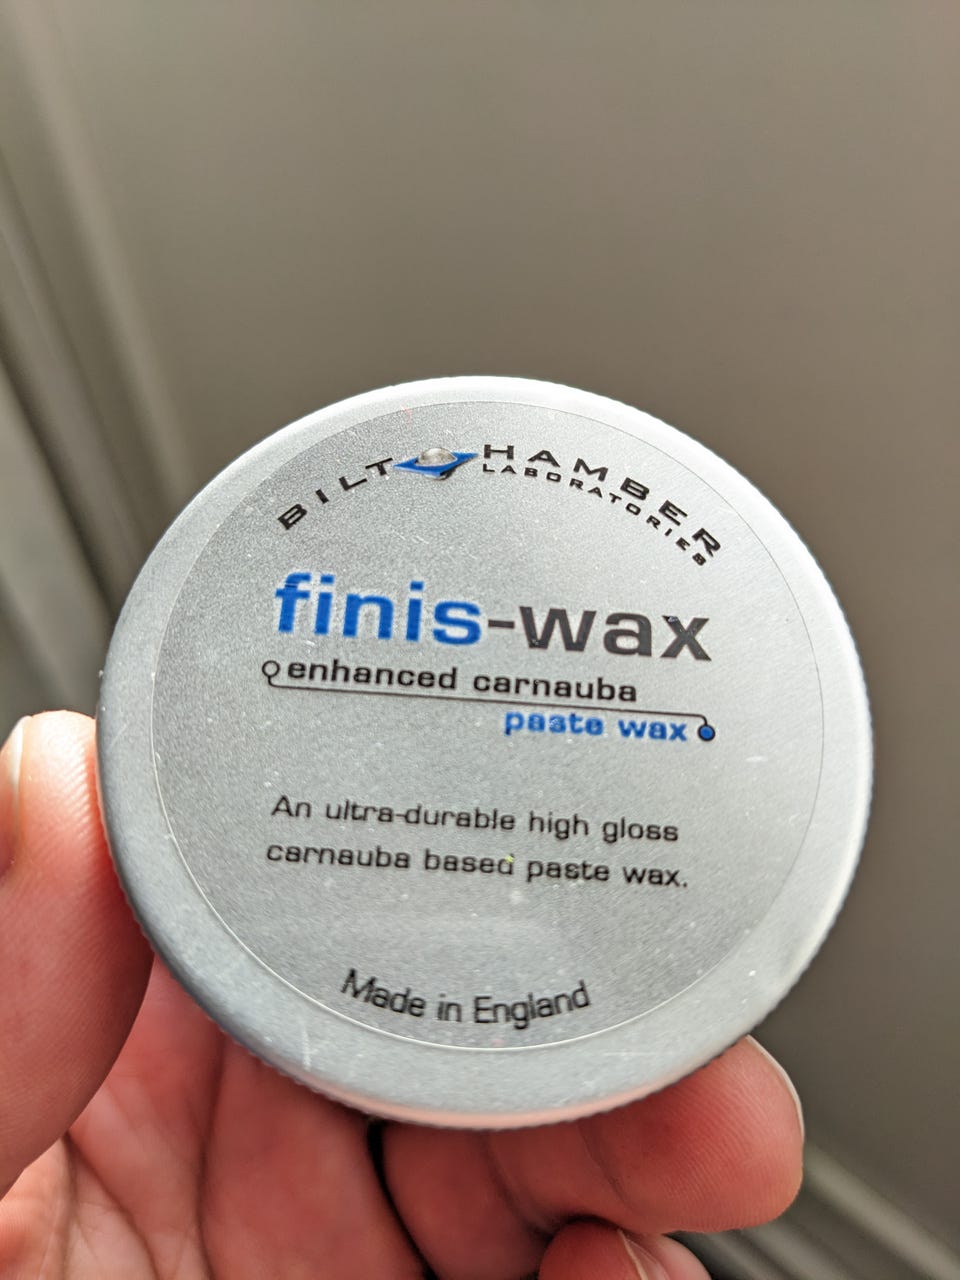 BILT HAMBER
LABORATORIES
finis-wax
enhanced carnauba
paste wax
An ultra-durable high gloss
carnauba based paste wax.
Made in England